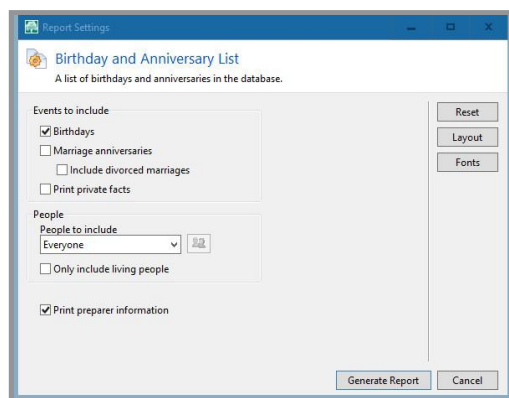 Report Settings
Birthday and Anniversary List
A list of birthdays and anniversaries in the database.
Events to include
Birthdays
Marriage anniversaries
Include divorced marriages
Print private facts
People
People to include
Everyone
Only include living people
Print preparer information
Reset
Layout
Fonts
Generate Report
Cancel